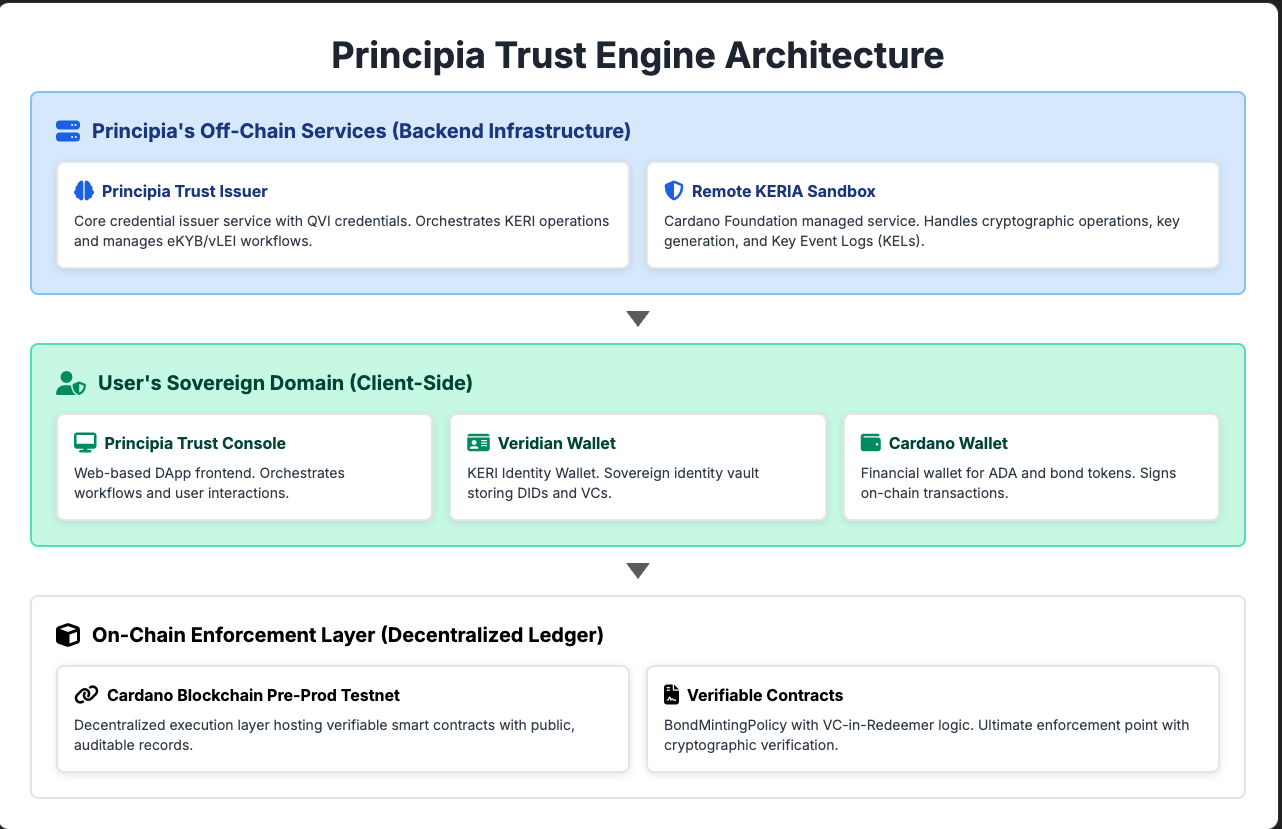 Principia Trust Engine Architecture
Principia's Off-Chain Services (Backend Infrastructure)
Principia Trust Issuer
Core credential issuer service with QVI credentials. Orchestrates KERI operations
and manages eKYB/vLEI workflows.
Remote KERIA Sandbox
Cardano Foundation managed service. Handles cryptographic operations, key
generation, and Key Event Logs (KELs).
User's Sovereign Domain (Client-Side)
Principia Trust Console
Web-based DApp frontend. Orchestrates
workflows and user interactions.
Veridian Wallet
KERI Identity Wallet. Sovereign identity vault
storing DIDs and VCs.
Cardano Wallet
Financial wallet for ADA and bond tokens. Signs
on-chain transactions.
On-Chain Enforcement Layer (Decentralized Ledger)
Cardano Blockchain Pre-Prod Testnet
Decentralized execution layer hosting verifiable smart contracts with public,
auditable records.
Verifiable Contracts
BondMintingPolicy with VC-in-Redeemer logic. Ultimate enforcement point with
cryptographic verification.